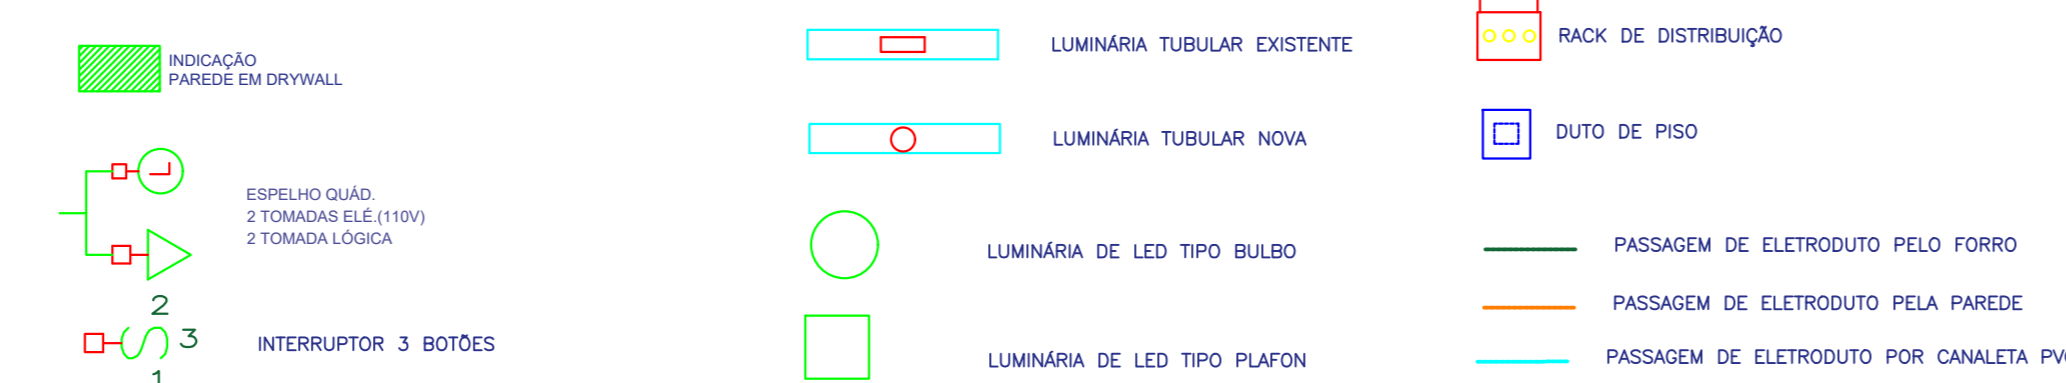 INDICAÇÃO
PAREDE EM DRYWALL
ESPELHO QUÁD.
2 TOMADAS ELÉ.(110V)
2 TOMADA LÓGICA
2
3
1
INTERRUPTOR 3 BOTÕES
LUMINÁRIA TUBULAR EXISTENTE
LUMINÁRIA TUBULAR NOVA
LUMINÁRIA DE LED TIPO BULBO
LUMINÁRIA DE LED TIPO PLAFON
RACK DE DISTRIBUIÇÃO
DUTO DE PISO
PASSAGEM DE ELETRODUTO PELO FORRO
PASSAGEM DE ELETRODUTO PELA PAREDE
PASSAGEM DE ELETRODUTO POR CANALETA